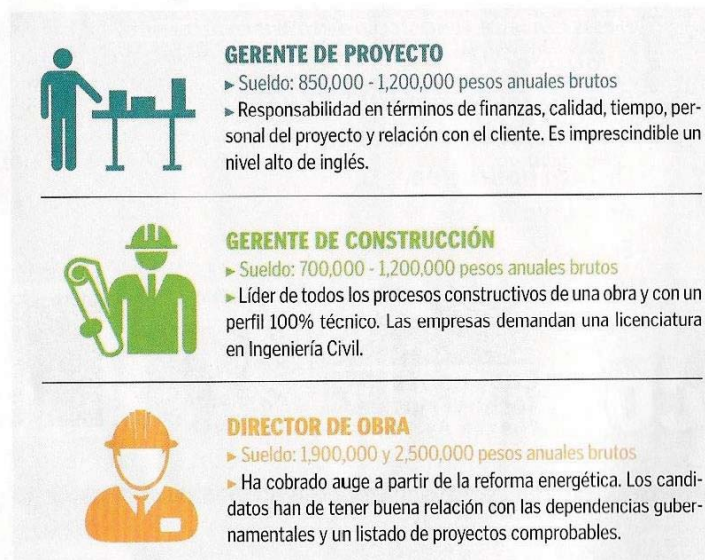 GERENTE DE PROYECTO
▸ Sueldo: 850,000 - 1,200,000 pesos anuales brutos
▸ Responsabilidad en términos de finanzas, calidad, tiempo, per-
sonal del proyecto y relación con el cliente. Es imprescindible un
nivel alto de inglés.
GERENTE DE CONSTRUCCIÓN
▸ Sueldo: 700,000 - 1,200,000 pesos anuales brutos
▸ Líder de todos los procesos constructivos de una obra y con un
perfil 100% técnico. Las empresas demandan una licenciatura
en Ingeniería Civil.
DIRECTOR DE OBRA
▸ Sueldo: 1,900,000 y 2,500,000 pesos anuales brutos
▸ Ha cobrado auge a partir de la reforma energética. Los candi-
datos han de tener buena relación con las dependencias guber-
namentales y un listado de proyectos comprobables.